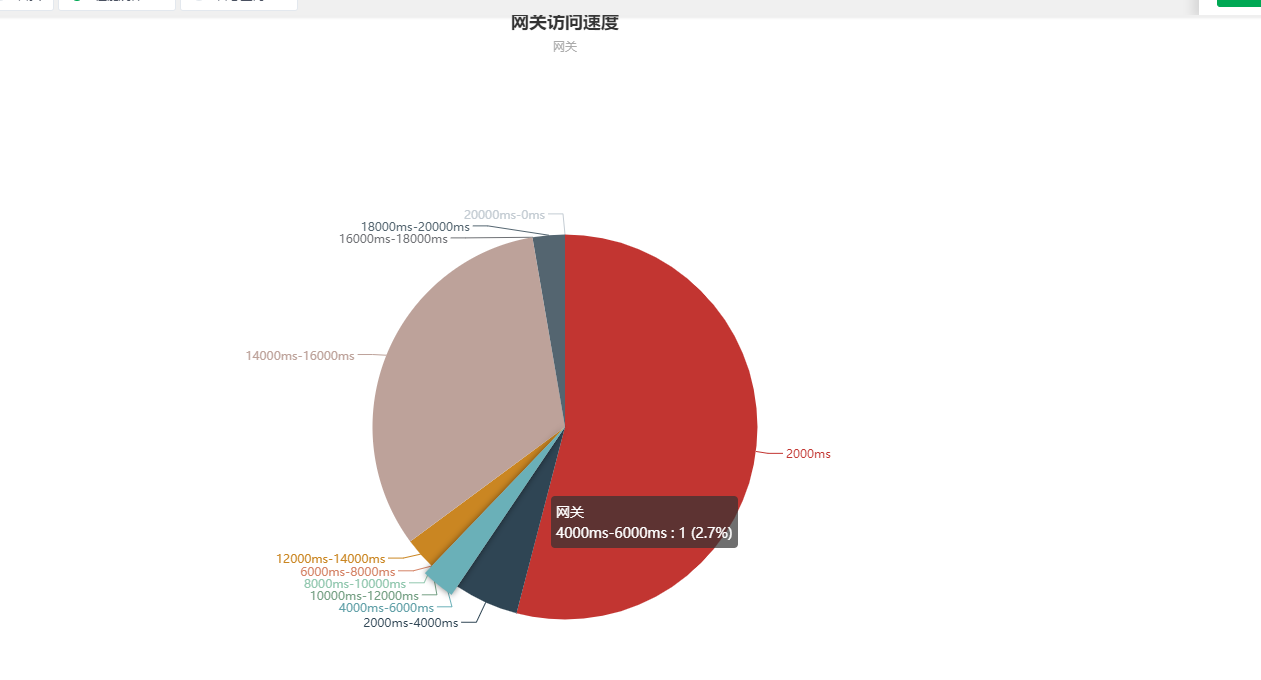 网关访问速度
网关
20000ms-0ms
18000ms-20000ms
16000ms-18000ms
14000ms-16000ms
2000ms
网关
4000ms-6000ms : 1 (2.7%)
12000ms-14000ms
6000ms-8000ms
8000ms-10000ms
10000ms-12000ms
4000ms-6000ms
2000ms-4000ms